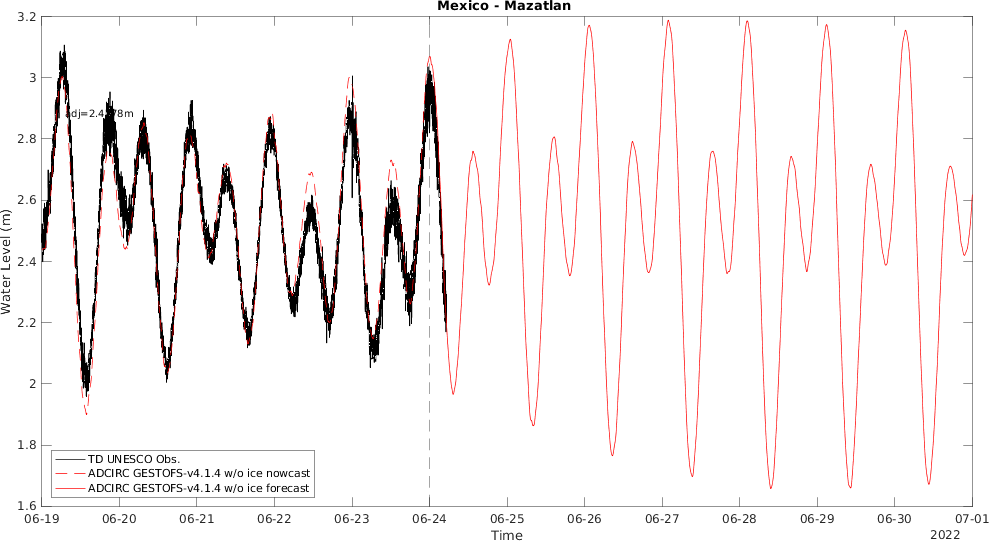 Mexico - Mazatlan
Water Level (m)
3.2
3
2.8
2.6
2.4
2.2
2
1.8
1.6
TD UNESCO Obs.
ADCIRC GESTOFS-v4.1.4 w/o ice nowcast
ADCIRC GESTOFS-v4.1.4 w/o ice forecast
06-19 06-20 06-21 06-22 06-23 06-24 06-25 06-26 06-27 06-28 06-29 06-30 07-01
Time
2022